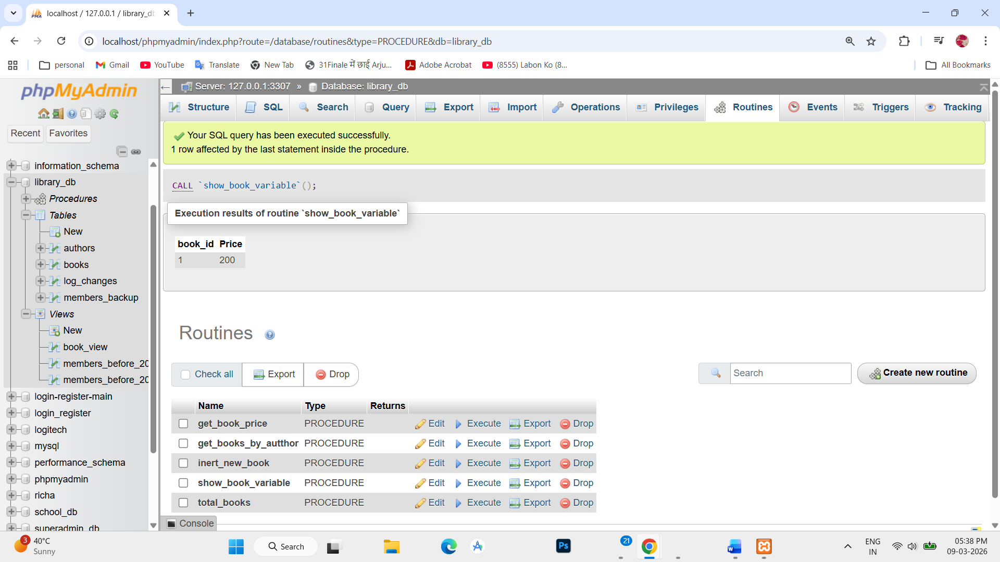 localhost / 127.0.0.1 / library_db
localhost/phpmyadmin/index.php?route=/database/routines&type=PROCEDURE&db=library_db
personal
Gmail
YouTube
Translate
New Tab
31Finale में छाई Arju...
Adobe Acrobat
(8555) Labon Ko (8...
All Bookmarks
phpMyAdmin
Recent
Favorites
information_schema
library_db
Procedures
Tables
New
authors
books
log_changes
members_backup
Views
New
book_view
members_before_20
members_before_20
login-register-main
login_register
logitech
mysql
performance_schema
phpmyadmin
richa
school_db
superadmin_db
Server: 127.0.0.1:3307 » Database: library_db
Structure
SQL
Search
Query
Export
Import
Operations
Privileges
Routines
Events
Triggers
Tracking
Your SQL query has been executed successfully.
1 row affected by the last statement inside the procedure.
CALL `show_book_variable`();
Execution results of routine `show_book_variable`
book_id Price
1 200
Routines
Check all
Export
Drop
Search
Create new routine
Name Type Returns
get_book_price PROCEDURE Edit Execute Export Drop
get_books_by_autthor PROCEDURE Edit Execute Export Drop
inert_new_book PROCEDURE Edit Execute Export Drop
show_book_variable PROCEDURE Edit Execute Export Drop
total_books PROCEDURE Edit Execute Export Drop
Console
3
40°C
Sunny
Search
Ps
21
ENG
IN
05:38 PM
09-03-2026